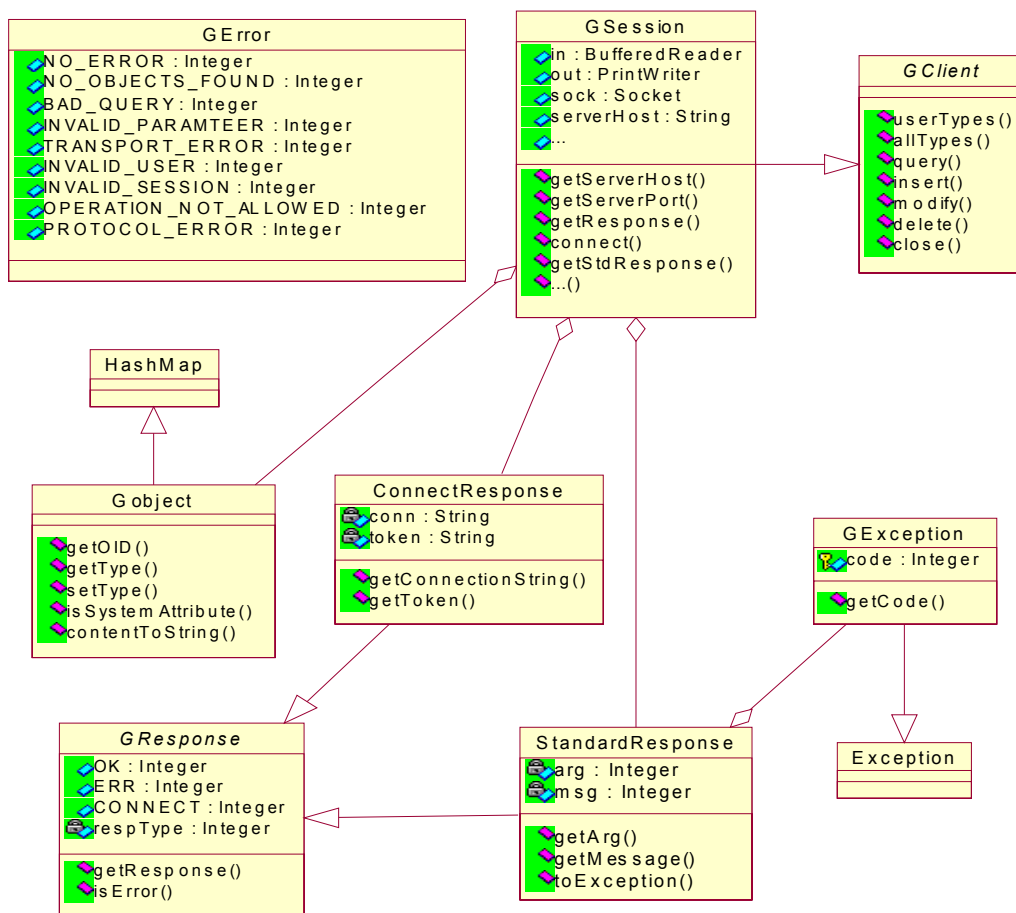 GError
NO_ERROR : Integer
NO_OBJECTS_FOUND : Integer
BAD_QUERY : Integer
INVALID_PARAMTEER : Integer
TRANSPORT_ERROR : Integer
INVALID_USER : Integer
INVALID_SESSION : Integer
OPERATION_NOT_ALLOWED : Integer
PROTOCOL_ERROR : Integer
GSession
in : BufferedReader
out : PrintWriter
sock : Socket
serverHost : String
...
getServerHost()
getServerPort()
getResponse()
connect()
getStdResponse()
...()
GClient
userTypes()
allTypes()
query()
insert()
modify()
delete()
close()
HashMap
Gobject
getOID()
getType()
setType()
isSystemAttribute()
contentToString()
ConnectResponse
conn : String
token : String
getConnectionString()
getToken()
GException
code : Integer
getCode()
GResponse
OK : Integer
ERR : Integer
CONNECT : Integer
respType : Integer
getResponse()
isError()
StandardResponse
arg : Integer
msg : Integer
getArg()
getMessage()
toException()
Exception